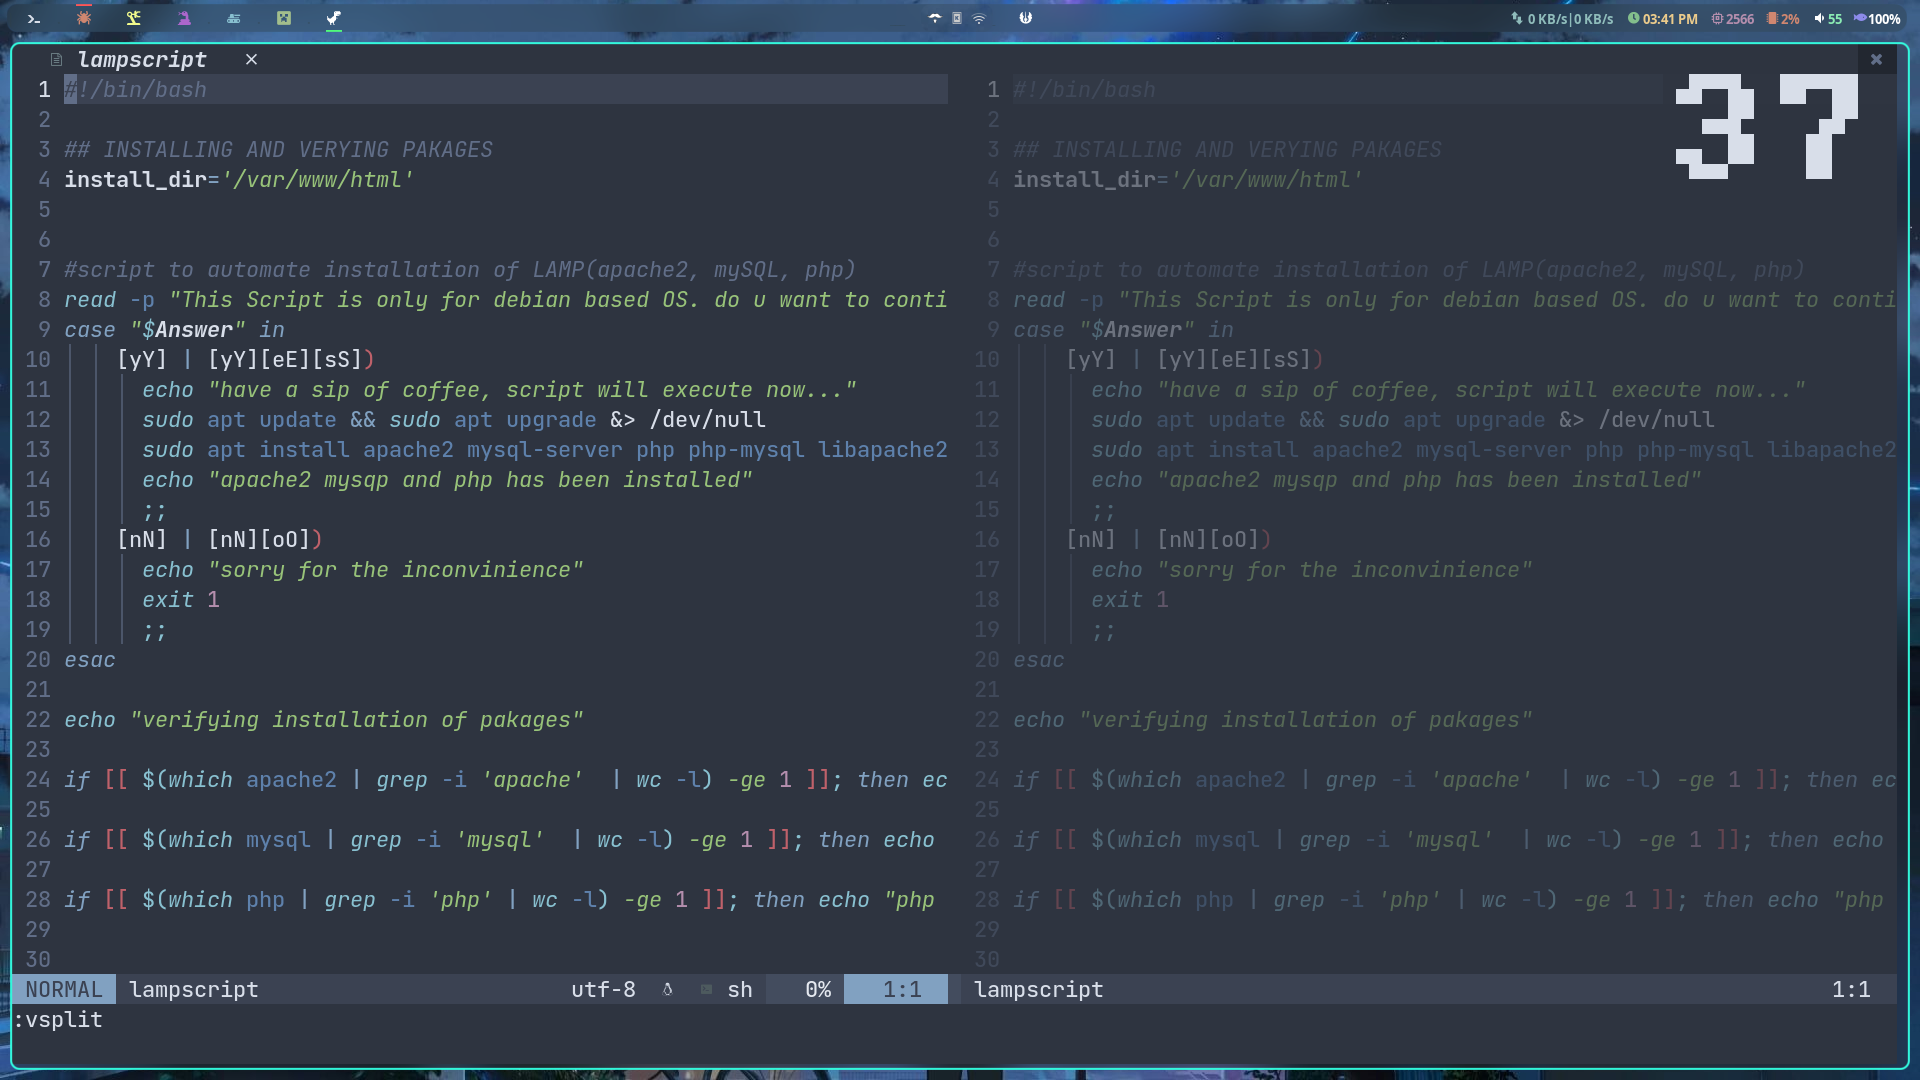 0 KB/s|0 KB/s 03:41 PM 2566 2% 55 100%
lampscript ×
37
1 #!/bin/bash
2
3 ## INSTALLING AND VERYING PAKAGES
4 install_dir='/var/www/html'
5
6
7 #script to automate installation of LAMP(apache2, mySQL, php)
8 read -p "This Script is only for debian based OS. do u want to conti
9 case "$Answer" in
10 [yY] | [yY][eE][sS])
11 echo "have a sip of coffee, script will execute now..."
12 sudo apt update && sudo apt upgrade &> /dev/null
13 sudo apt install apache2 mysql-server php php-mysql libapache2
14 echo "apache2 mysqp and php has been installed"
15 ;;
16 [nN] | [nN][oO])
17 echo "sorry for the inconvinience"
18 exit 1
19 ;;
20 esac
21
22 echo "verifying installation of pakages"
23
24 if [[ $(which apache2 | grep -i 'apache'  | wc -l) -ge 1 ]]; then ec
25
26 if [[ $(which mysql | grep -i 'mysql'  | wc -l) -ge 1 ]]; then echo
27
28 if [[ $(which php | grep -i 'php' | wc -l) -ge 1 ]]; then echo "php
29
30
NORMAL lampscript utf-8 sh 0% 1:1
1 #!/bin/bash
2
3 ## INSTALLING AND VERYING PAKAGES
4 install_dir='/var/www/html'
5
6
7 #script to automate installation of LAMP(apache2, mySQL, php)
8 read -p "This Script is only for debian based OS. do u want to conti
9 case "$Answer" in
10 [yY] | [yY][eE][sS])
11 echo "have a sip of coffee, script will execute now..."
12 sudo apt update && sudo apt upgrade &> /dev/null
13 sudo apt install apache2 mysql-server php php-mysql libapache2
14 echo "apache2 mysqp and php has been installed"
15 ;;
16 [nN] | [nN][oO])
17 echo "sorry for the inconvinience"
18 exit 1
19 ;;
20 esac
21
22 echo "verifying installation of pakages"
23
24 if [[ $(which apache2 | grep -i 'apache'  | wc -l) -ge 1 ]]; then ec
25
26 if [[ $(which mysql | grep -i 'mysql'  | wc -l) -ge 1 ]]; then echo
27
28 if [[ $(which php | grep -i 'php' | wc -l) -ge 1 ]]; then echo "php
29
30
lampscript 1:1
:vsplit